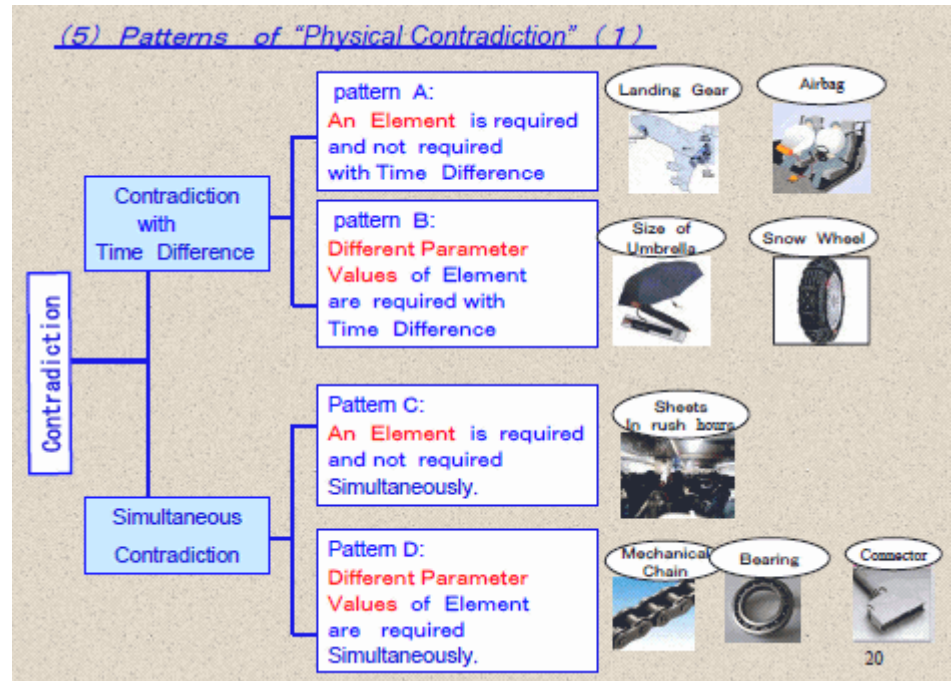 (5) Patterns of “Physical Contradiction” (1)
pattern A:
An Element is required
and not required
with Time Difference
Landing Gear
Airbag
Contradiction
with
Time Difference
pattern B:
Different Parameter
Values of Element
are required with
Time Difference
Size of
Umbrella
Snow Wheel
Contradiction
Pattern C:
An Element is required
and not required
Simultaneously.
Sheets
In rush hours
Simultaneous
Contradiction
Pattern D:
Different Parameter
Values of Element
are required
Simultaneously.
Mechanical
Chain
Bearing
Connector
20